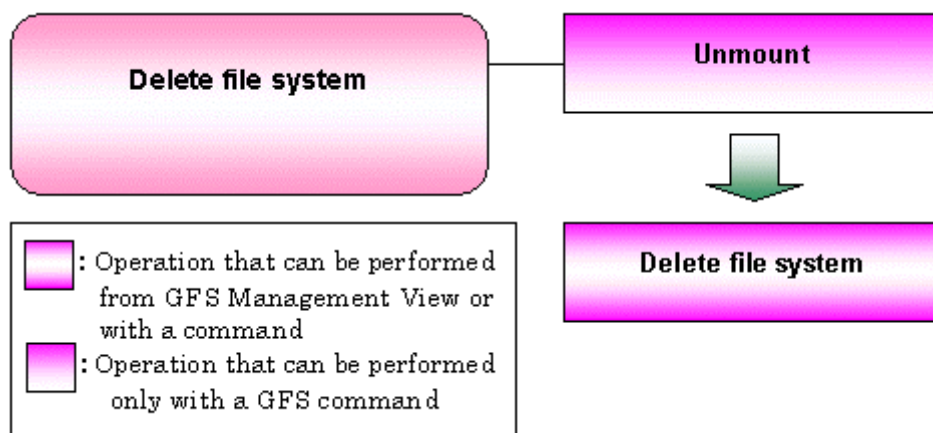 Delete file system
Unmount
Delete file system
: Operation that can be performed
from GFS Management View or
with a command
: Operation that can be performed
only with a GFS command